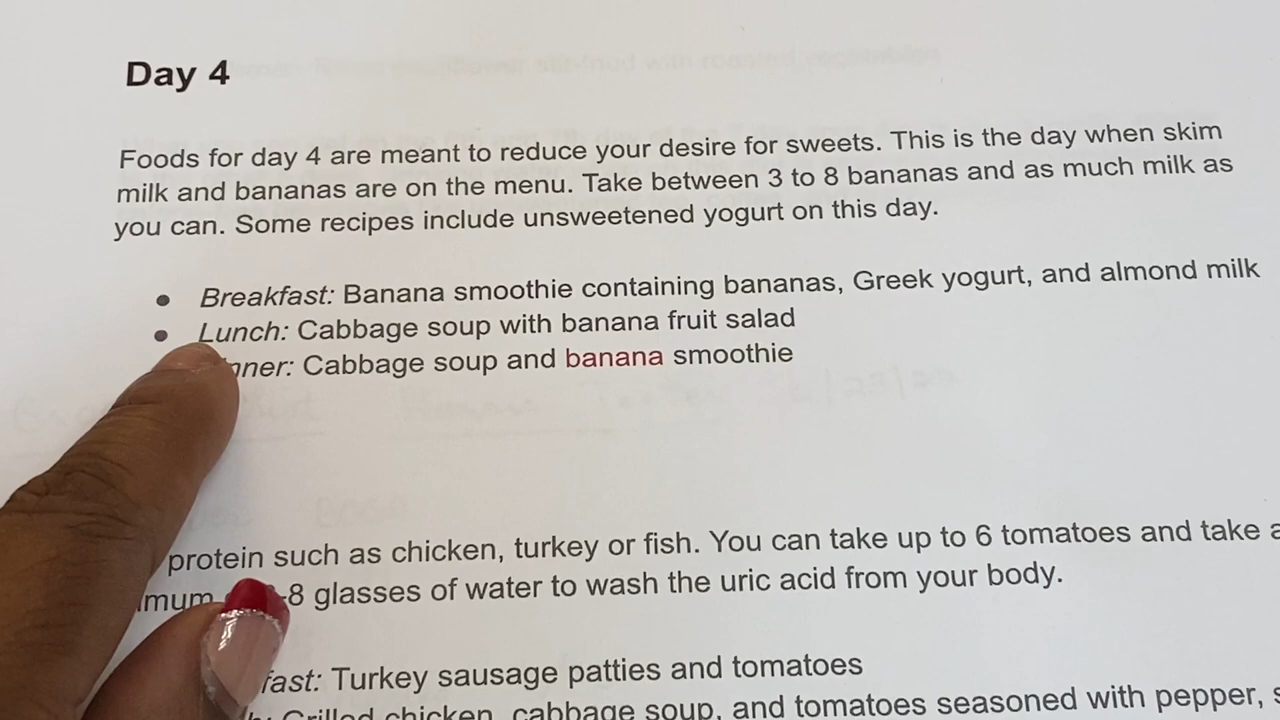 Day 4
Foods for day 4 are meant to reduce your desire for sweets. This is the day when skim
milk and bananas are on the menu. Take between 3 to 8 bananas and as much milk as
you can. Some recipes include unsweetened yogurt on this day.
• Breakfast: Banana smoothie containing bananas, Greek yogurt, and almond milk
• Lunch: Cabbage soup with banana fruit salad
nner: Cabbage soup and banana smoothie
protein such as chicken, turkey or fish. You can take up to 6 tomatoes and take a
mum -8 glasses of water to wash the uric acid from your body.
fast: Turkey sausage patties and tomatoes
Grilled chicken, cabbage soup, and tomatoes seasoned with pepper, s